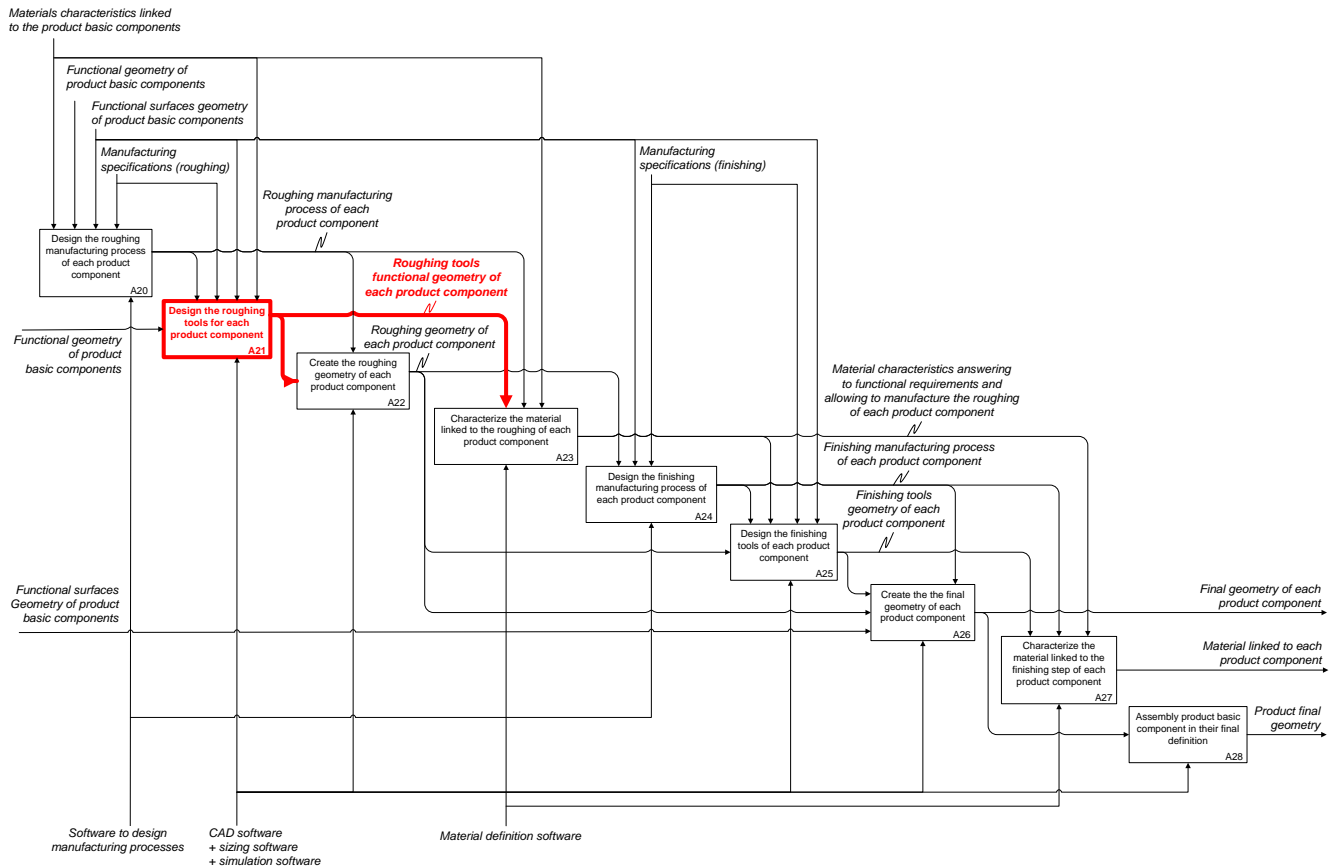 Materials characteristics linked
to the product basic components
Functional geometry of
product basic components
Functional surfaces geometry
of product basic components
Manufacturing
specifications (roughing)
Manufacturing
specifications (finishing)
Roughing manufacturing
process of each
product component
Design the roughing
manufacturing process
of each product
component
A20
Roughing tools
functional geometry of
each product component
Design the roughing
tools for each
product component
A21
Functional geometry
of product
basic components
Roughing geometry of
each product component
Create the roughing
geometry of each
product component
A22
Material characteristics answering
to functional requirements and
allowing to manufacture the roughing
of each product component
Characterize the material
linked to the roughing of each
product component
A23
Finishing manufacturing process
of each product component
Design the finishing
manufacturing process of
each product component
A24
Finishing tools
geometry of each
product component
Design the finishing
tools of each product
component
A25
Functional surfaces
Geometry of product
basic components
Create the the final
geometry of each
product component
A26
Final geometry of each
product component
Characterize the
material linked to the
finishing step of each
product component
A27
Material linked to each
product component
Assembly product basic
component in their final
definition
A28
Product final
geometry
Software to design
manufacturing processes
CAD software
+ sizing software
+ simulation software
Material definition software